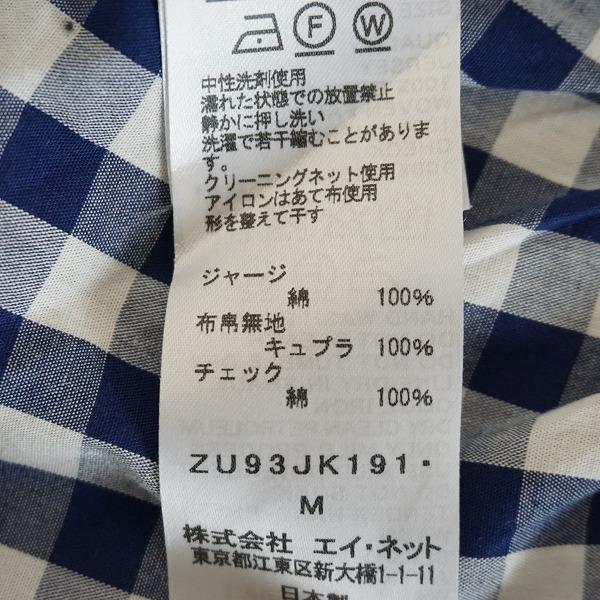 F W
中性洗剤使用
濡れた状態での放置禁止
静かに押し洗い
洗濯で若干縮むことがありま
す。
クリーニングネット使用
アイロンはあて布使用
形を整えて干す
ジャージ
綿 100%
布帛無地
キュプラ 100%
チェック
綿 100%
ZU93JK191・
M
株式会社 エイ・ネット
東京都江東区新大橋1-1-11
日本製